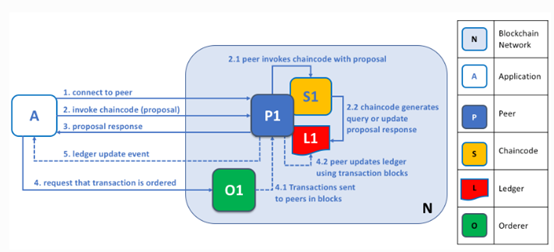 2.1 peer invokes chaincode with proposal
S1
1. connect to peer
2. invoke chaincode (proposal)
3. proposal response
A
P1
2.2 chaincode generates
query or update
proposal response
L1
5. ledger update event
4.2 peer updates ledger
using transaction blocks
4. request that transaction is ordered
O1
4.1 Transactions sent
to peers in blocks
N
N
Blockchain
Network
A
Application
P
Peer
S
Chaincode
L
Ledger
O
Orderer